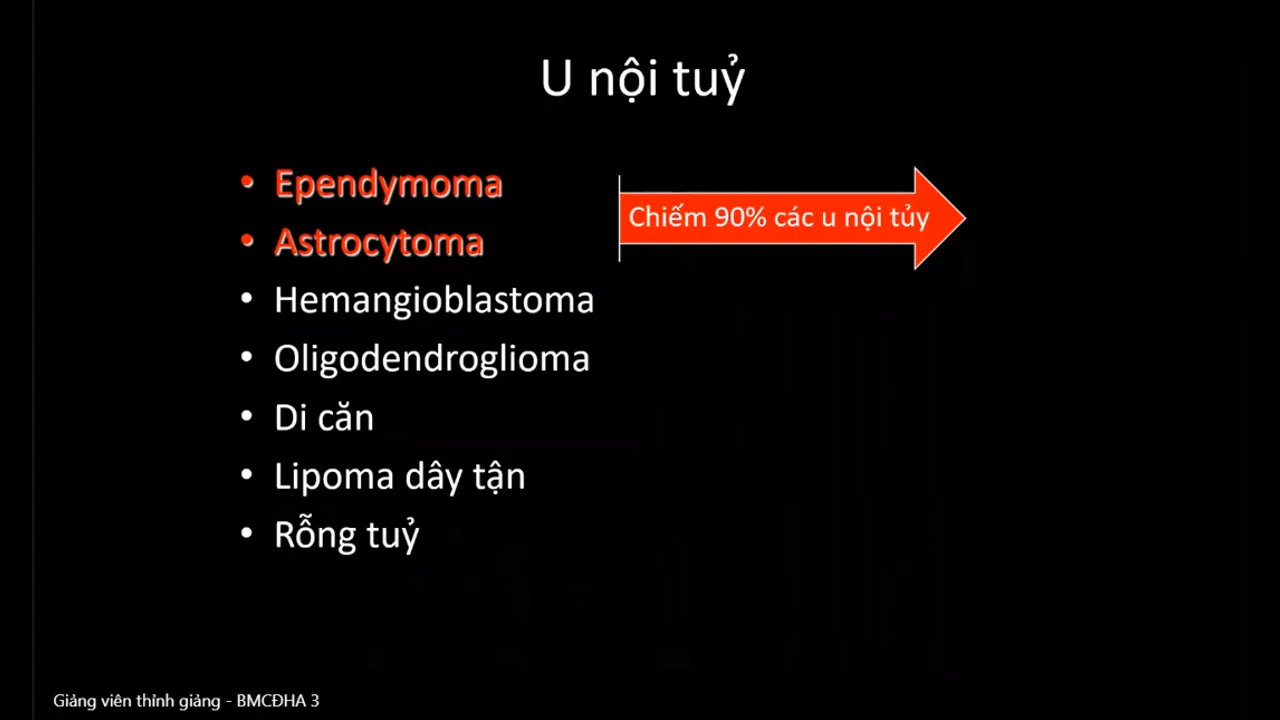 U nội tuỷ
• Ependymoma
• Astrocytoma
Chiếm 90% các u nội tủy
• Hemangioblastoma
• Oligodendroglioma
• Di căn
• Lipoma dây tận
• Rỗng tuỷ
Giảng viên thỉnh giảng - BMCĐHA 3